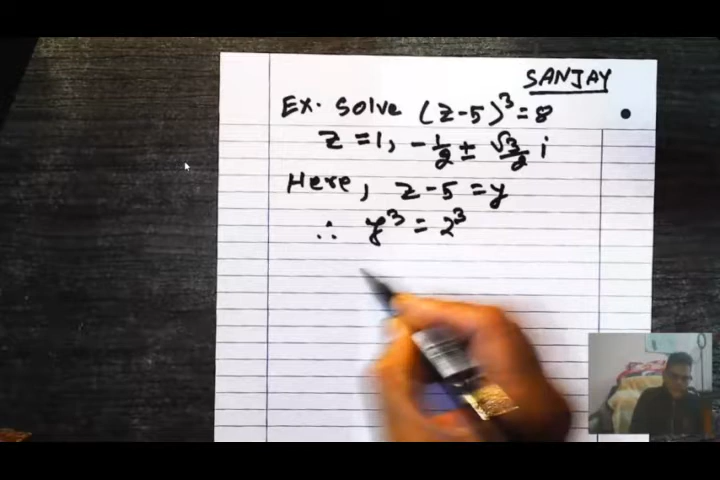 SANJAY
Ex. Solve (z-5)³=8
z=1, -1/2 ± √3/2 i
Here, z-5=y
∴ y³=2³